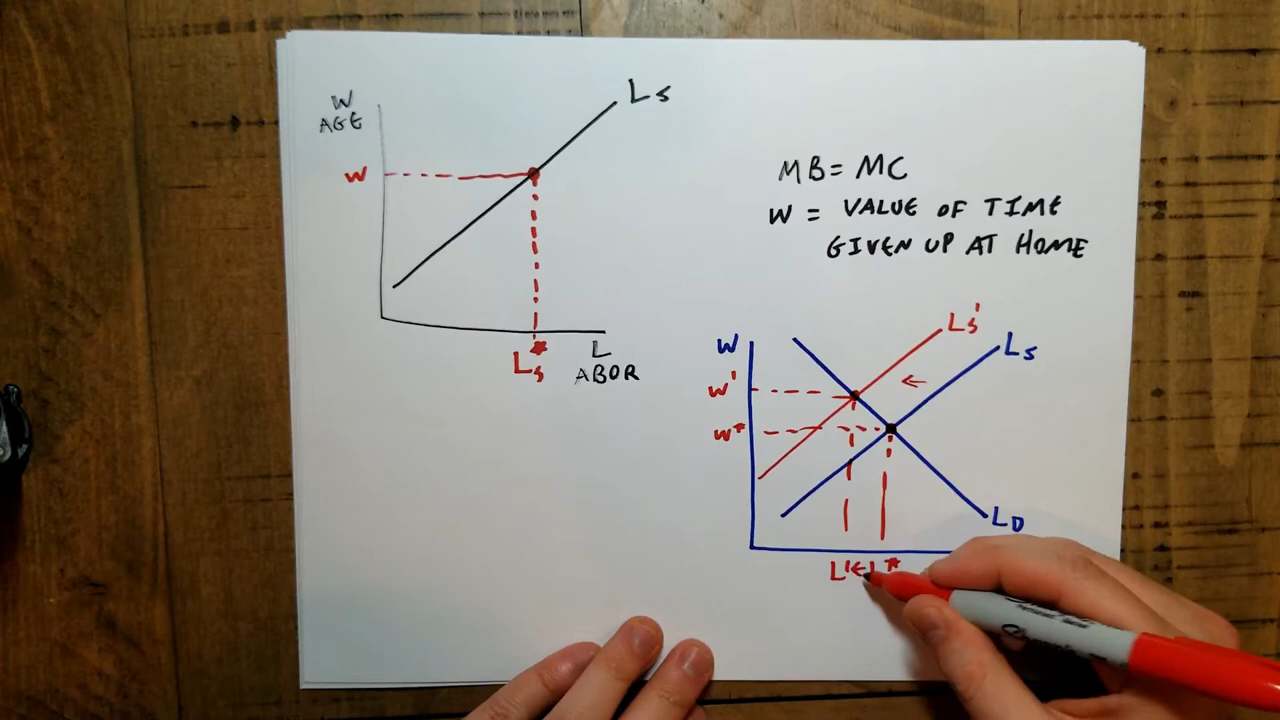 W
AGE
Ls
w
Ls*
L
ABOR
MB = MC
W = VALUE OF TIME
GIVEN UP AT HOME
Ls'
W
Ls
w'
w*
LD
L'←L*